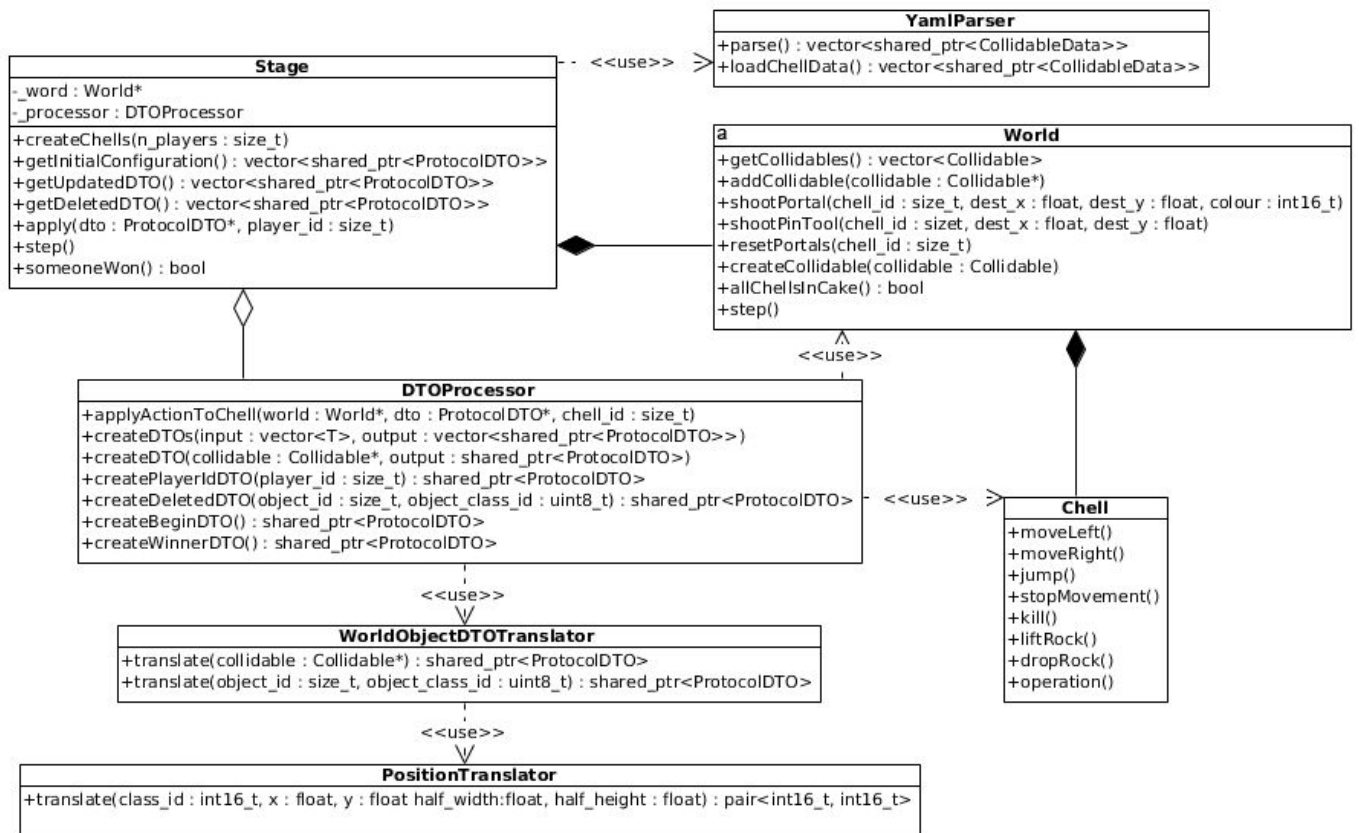 YamlParser
+parse() : vector<shared_ptr<CollidableData>>
+loadChellData() : vector<shared_ptr<CollidableData>>
<<use>>
Stage
-_word : World*
-_processor : DTOProcessor
+createChells(n_players : size_t)
+getInitialConfiguration() : vector<shared_ptr<ProtocolDTO>>
+getUpdatedDTO() : vector<shared_ptr<ProtocolDTO>>
+getDeletedDTO() : vector<shared_ptr<ProtocolDTO>>
+apply(dto : ProtocolDTO*, player_id : size_t)
+step()
+someoneWon() : bool
a
World
+getCollidables() : vector<Collidable>
+addCollidable(collidable : Collidable*)
+shootPortal(chell_id : size_t, dest_x : float, dest_y : float, colour : int16_t)
+shootPinTool(chell_id : sizet, dest_x : float, dest_y : float)
+resetPortals(chell_id : size_t)
+createCollidable(collidable : Collidable)
+allChellsInCake() : bool
+step()
<<use>>
DTOProcessor
+applyActionToChell(world : World*, dto : ProtocolDTO*, chell_id : size_t)
+createDTOs(input : vector<T>, output : vector<shared_ptr<ProtocolDTO>>)
+createDTO(collidable : Collidable*, output : shared_ptr<ProtocolDTO>)
+createPlayerIdDTO(player_id : size_t) : shared_ptr<ProtocolDTO>
+createDeletedDTO(object_id : size_t, object_class_id : uint8_t) : shared_ptr<ProtocolDTO>
+createBeginDTO() : shared_ptr<ProtocolDTO>
+createWinnerDTO() : shared_ptr<ProtocolDTO>
<<use>>
Chell
+moveLeft()
+moveRight()
+jump()
+stopMovement()
+kill()
+liftRock()
+dropRock()
+operation()
<<use>>
WorldObjectDTOTranslator
+translate(collidable : Collidable*) : shared_ptr<ProtocolDTO>
+translate(object_id : size_t, object_class_id : uint8_t) : shared_ptr<ProtocolDTO>
<<use>>
PositionTranslator
+translate(class_id : int16_t, x : float, y : float half_width:float, half_height : float) : pair<int16_t, int16_t>